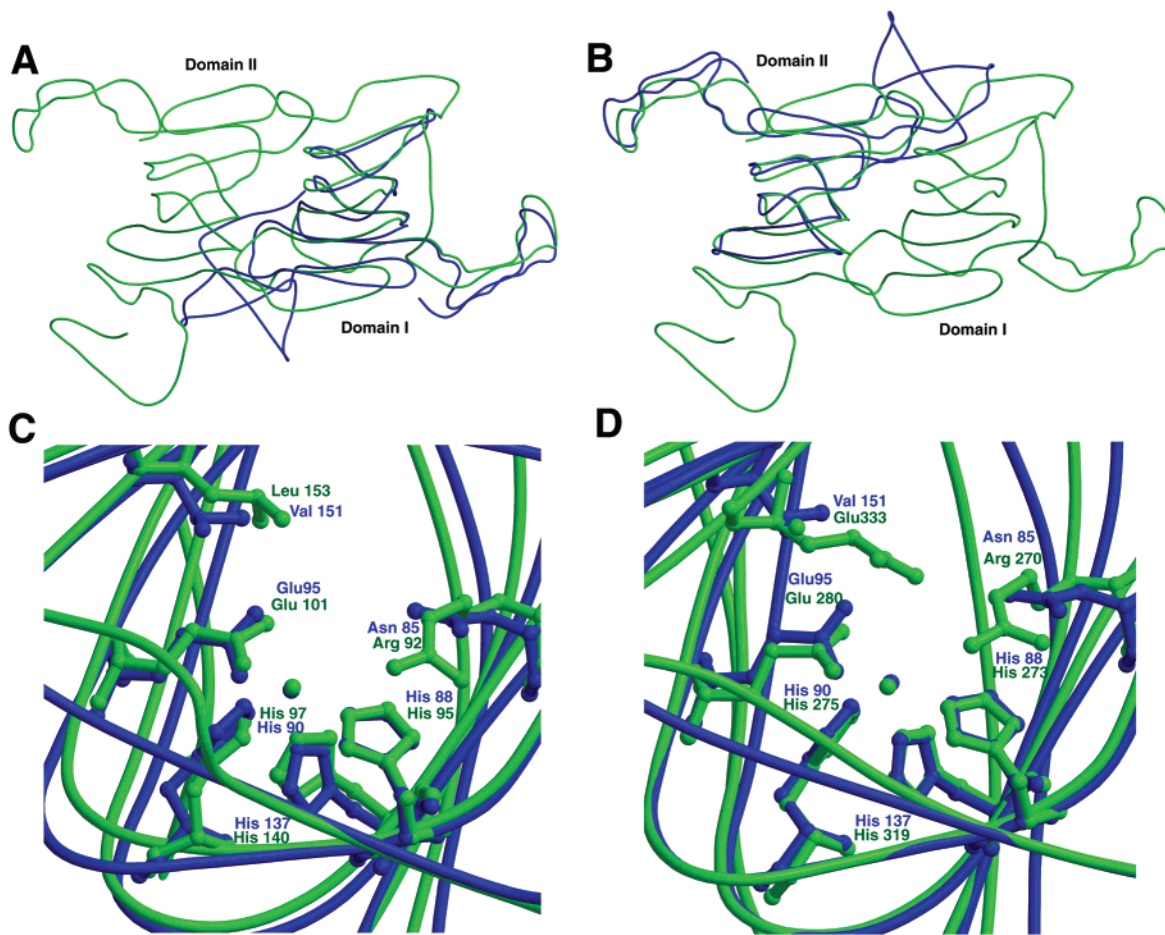 A
Domain II
Domain I
B
Domain II
Domain I
C
Leu 153
Val 151
Glu95
Glu 101
Asn 85
Arg 92
His 88
His 95
His 97
His 90
His 137
His 140
D
Val 151
Glu333
Asn 85
Arg 270
Glu95
Glu 280
His 88
His 273
His 90
His 275
His 137
His 319